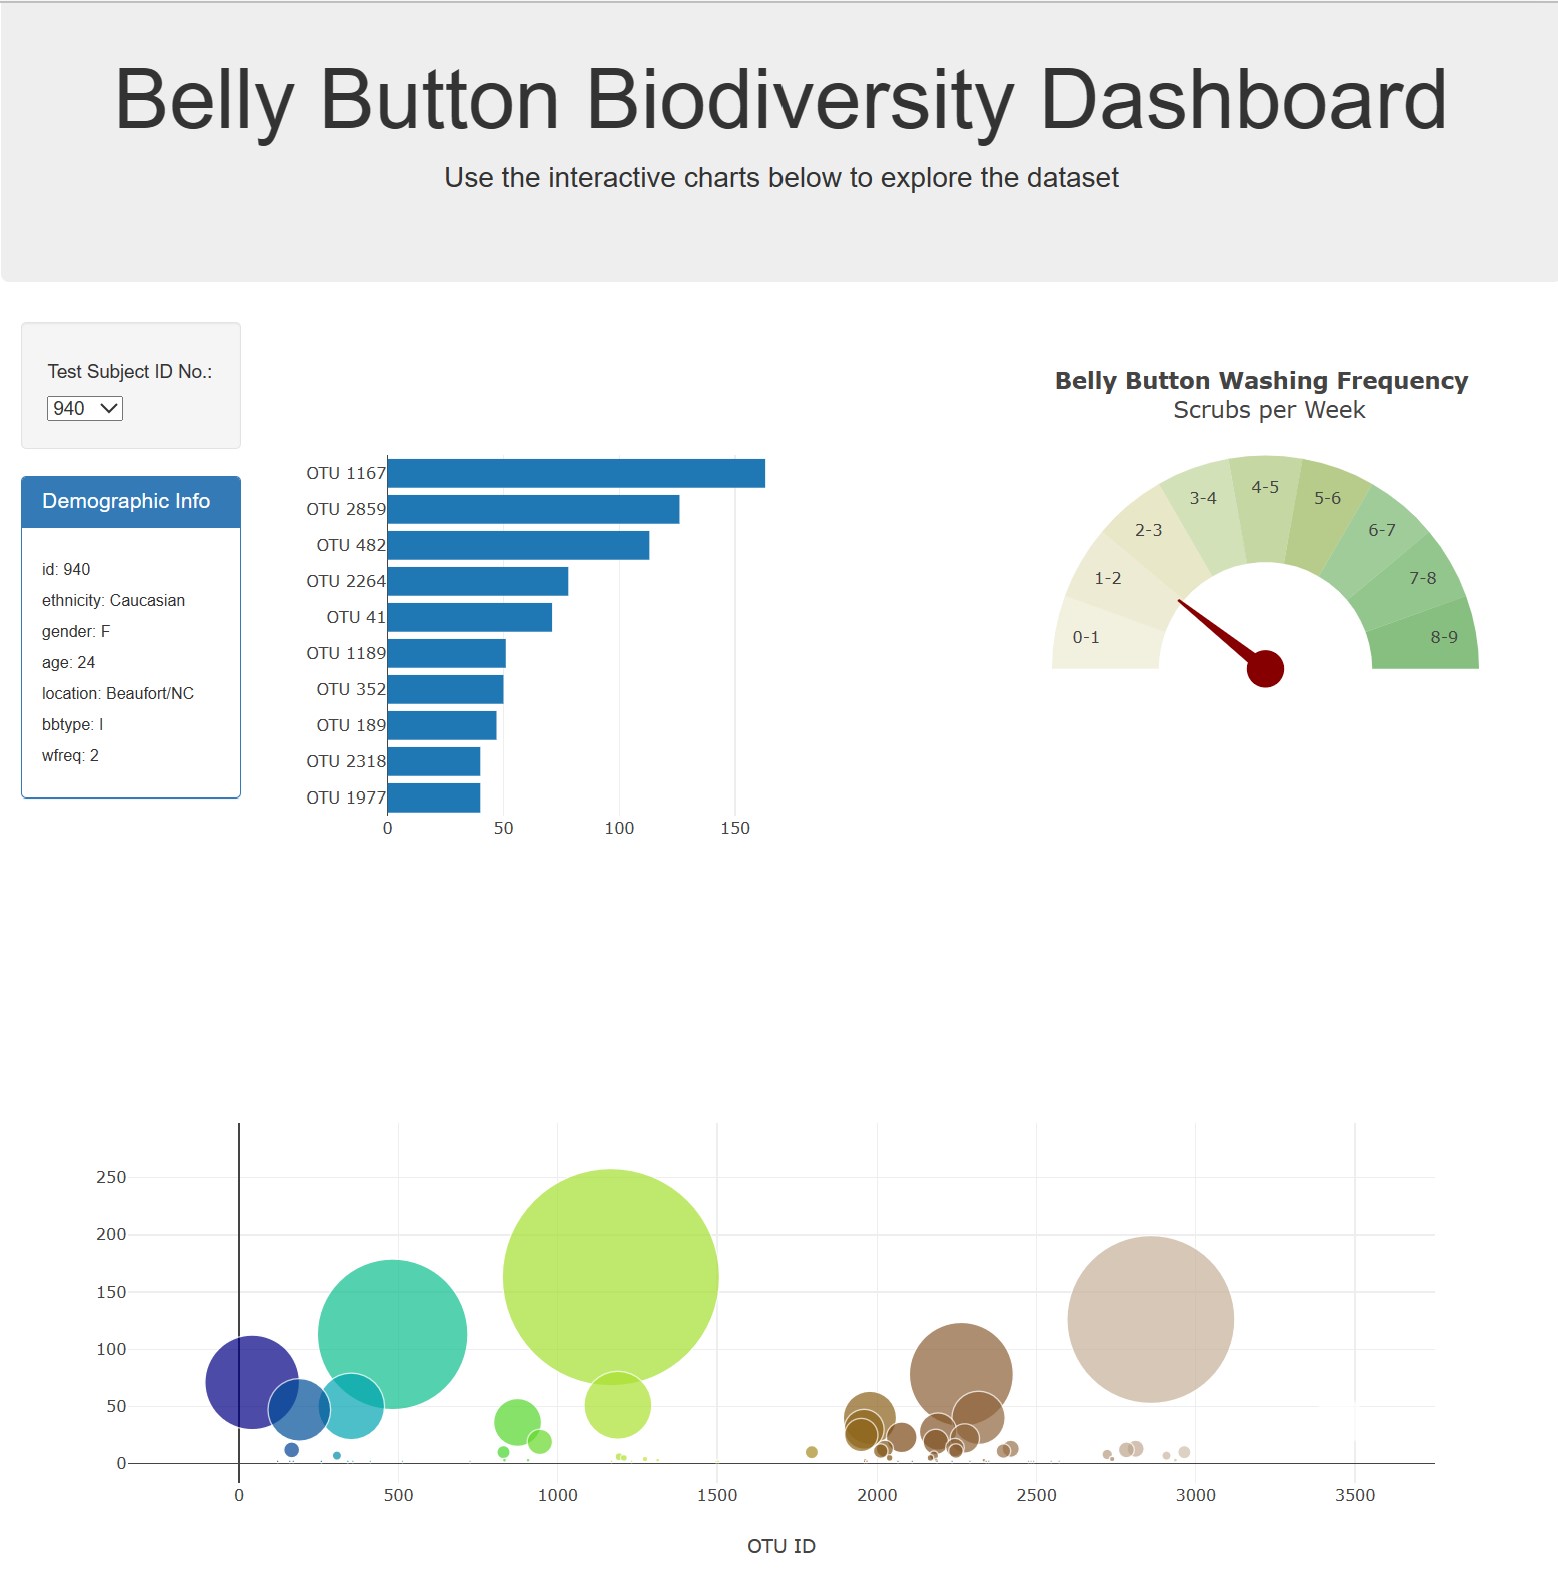 Belly Button Biodiversity Dashboard
Use the interactive charts below to explore the dataset
Test Subject ID No.:
940
Demographic Info
id: 940
ethnicity: Caucasian
gender: F
age: 24
location: Beaufort/NC
bbtype: I
wfreq: 2
OTU 1167
OTU 2859
OTU 482
OTU 2264
OTU 41
OTU 1189
OTU 352
OTU 189
OTU 2318
OTU 1977
0 50 100 150
Belly Button Washing Frequency
Scrubs per Week
0-1
1-2
2-3
3-4
4-5
5-6
6-7
7-8
8-9
250
200
150
100
50
0
0 500 1000 1500 2000 2500 3000 3500
OTU ID